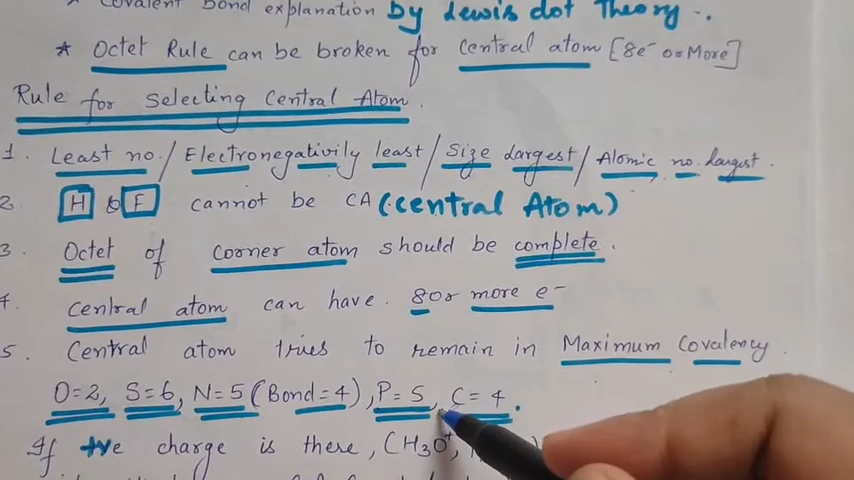 * Covalent Bond explanation by Lewis dot Theory -.
* Octet Rule can be broken for Central atom [8e⁻ or More]
Rule for Selecting Central Atom.
1. Least no. / Electronegativily least / Size largest / Atomic no. largest.
2. H & F cannot be CA (central Atom)
3. Octet of corner atom should be complete.
4. Central atom can have 8 or more e⁻
5. Central atom tries to remain in Maximum Covalency
O=2, S=6, N=5 (Bond=4), P=5, C=4.
If +ve charge is there, (H₃O⁺,